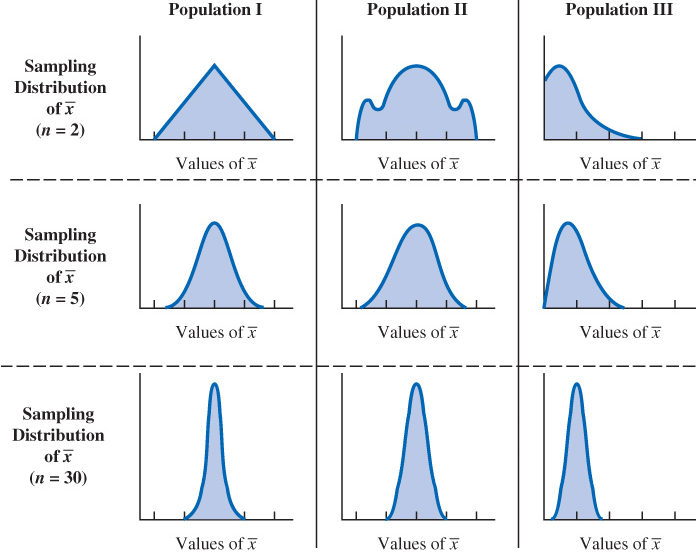 Population I
Population II
Population III
Sampling
Distribution
of x̅
(n = 2)
Values of x̅
Values of x̅
Values of x̅
Sampling
Distribution
of x̅
(n = 5)
Values of x̅
Values of x̅
Values of x̅
Sampling
Distribution
of x̅
(n = 30)
Values of x̅
Values of x̅
Values of x̅